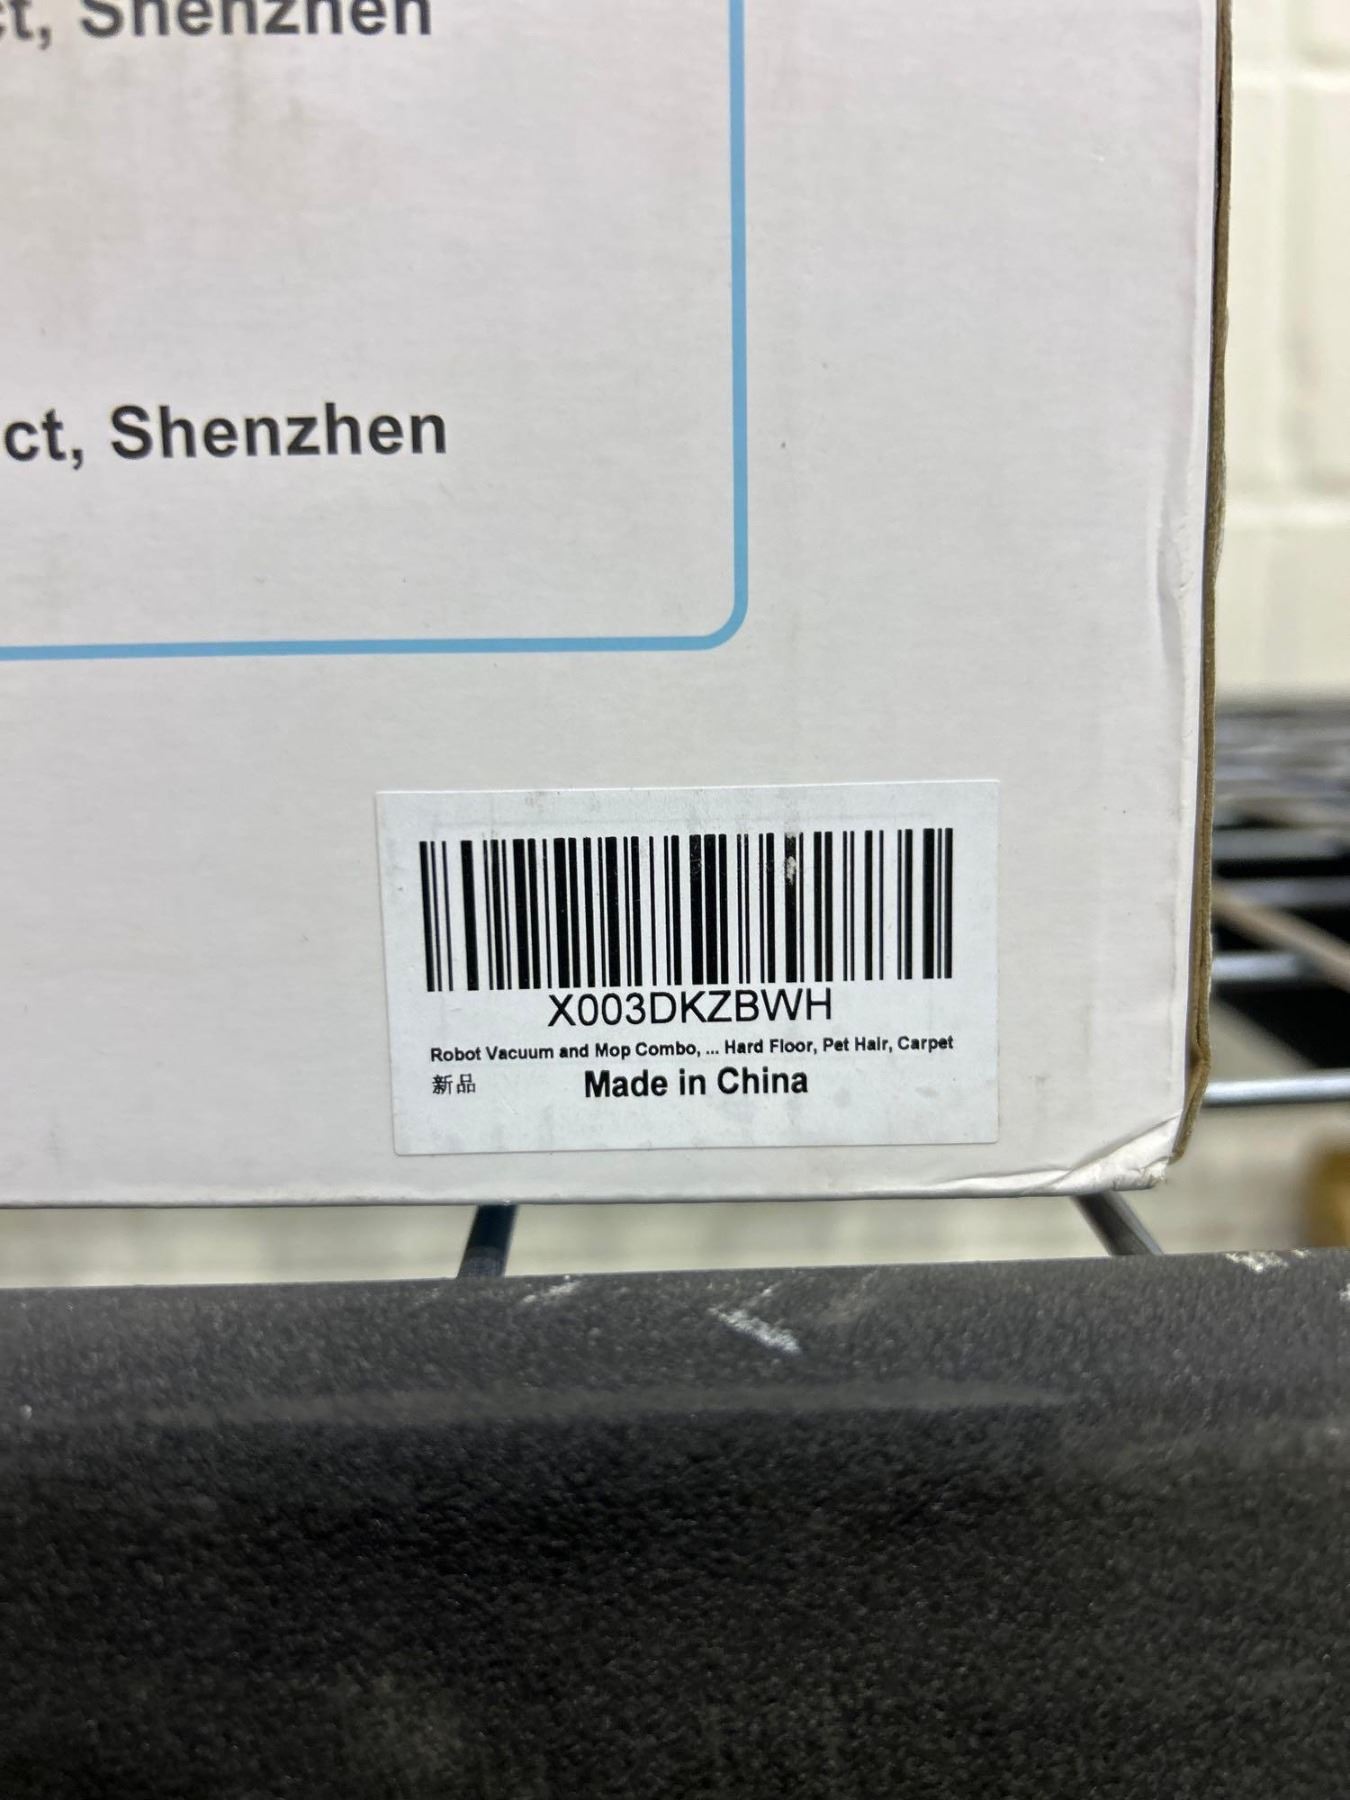 ct, Shenzhen
ct, Shenzhen
X003DKZBWH
Robot Vacuum and Mop Combo, ... Hard Floor, Pet Hair, Carpet
新品
Made in China